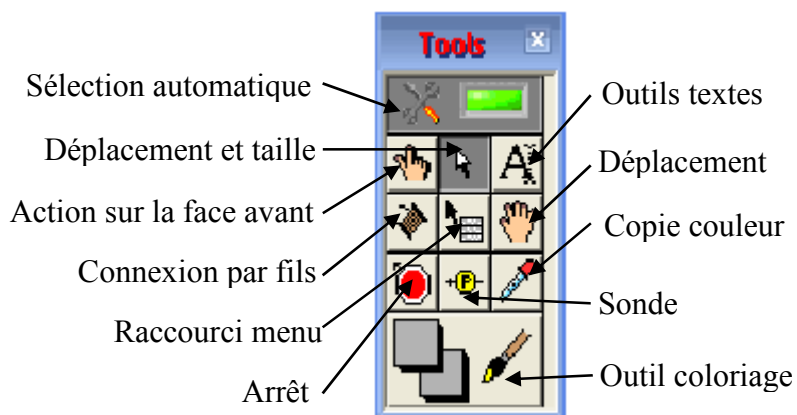 Tools
Sélection automatique
Outils textes
Déplacement et taille
Déplacement
Action sur la face avant
Copie couleur
Connexion par fils
Sonde
Raccourci menu
Arrêt
Outil coloriage
A
P